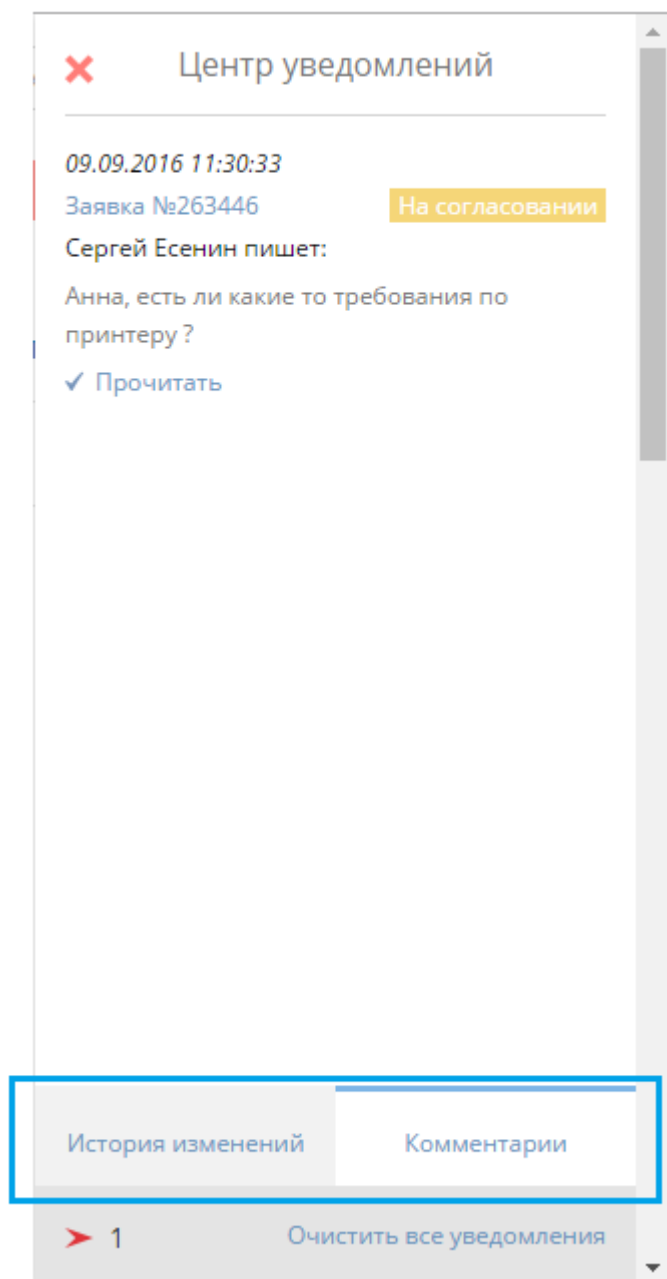 Центр уведомлений
09.09.2016 11:30:33
Заявка №263446 На согласовании
Сергей Есенин пишет:
Анна, есть ли какие то требования по
принтеру ?
Прочитать
История изменений Комментарии
1 Очистить все уведомления